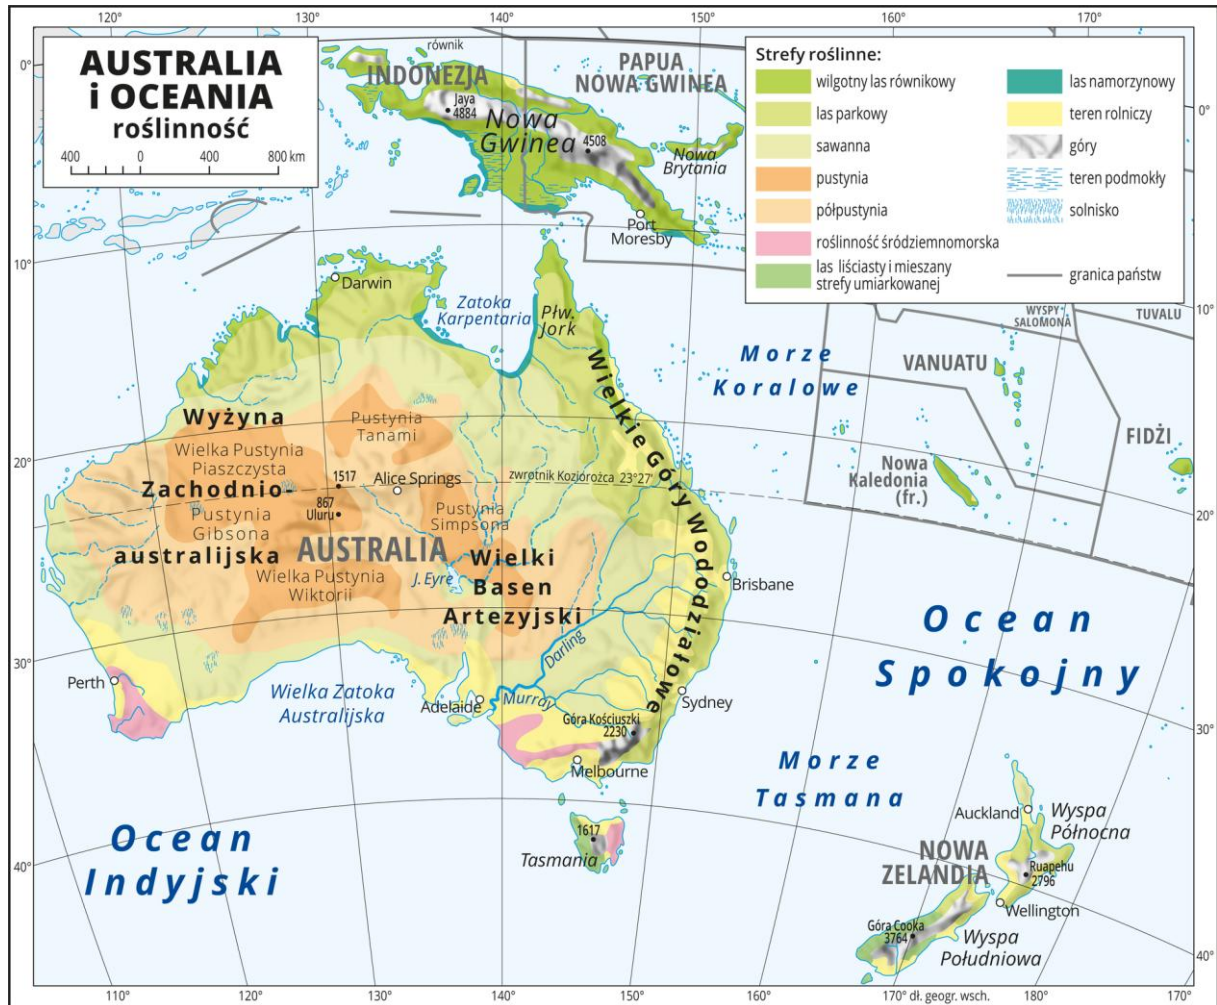 110°
120°
130°
140°
150°
160°
170°
AUSTRALIA
i OCEANIA
roślinność
400
0
400
800 km
0°
10°
20°
30°
40°
równik
INDONEZJA
Jaya
4884
Nowa
Gwinea
PAPUA
NOWA GWINEA
4508
Nowa
Brytania
Port
Moresby
Strefy roślinne:
wilgotny las równikowy
las parkowy
sawanna
pustynia
półpustynia
roślinność śródziemnomorska
las liściasty i mieszany
strefy umiarkowanej
las namorzynowy
teren rolniczy
góry
teren podmokły
solnisko
granica państw
0°
10°
20°
30°
40°
Darwin
Zatoka
Karpentaria
Płw.
Jork
Morze
Koralowe
WYSPY
SALOMONA
TUVALU
VANUATU
FIDŻI
Nowa
Kaledonia
(fr.)
Wyżyna
Zachodnio-
australijska
Wielka Pustynia
Piaszczysta
Pustynia
Tanami
1517
Alice Springs
867
Uluru
Pustynia
Gibsona
Pustynia
Simpsona
zwrotnik Koziorożca 23°27'
AUSTRALIA
Wielka Pustynia
Wiktorii
J. Eyre
Wielki
Basen
Artezyjski
Wielkie Góry Wododziałowe
Brisbane
Darling
Murray
Perth
Wielka Zatoka
Australijska
Adelaide
Sydney
Góra Kościuszki
2230
Melbourne
Ocean
Spokojny
Morze
Tasmana
1617
Tasmania
Ocean
Indyjski
Auckland
Wyspa
Północna
NOWA
ZELANDIA
Ruapehu
2796
Wellington
Góra Cooka
3764
Wyspa
Południowa
110°
120°
130°
140°
150°
160°
170° dł. geogr. wsch.
180°
170°